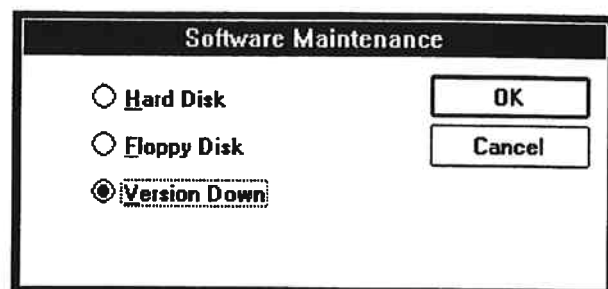 Software Maintenance
Hard Disk
OK
Floppy Disk
Cancel
Version Down